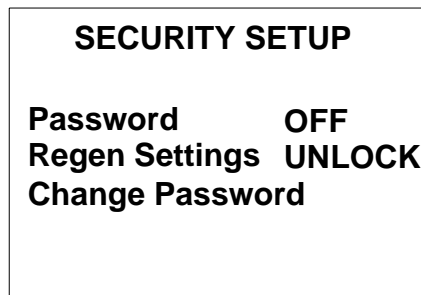 SECURITY SETUP
Password OFF
Regen Settings UNLOCK
Change Password